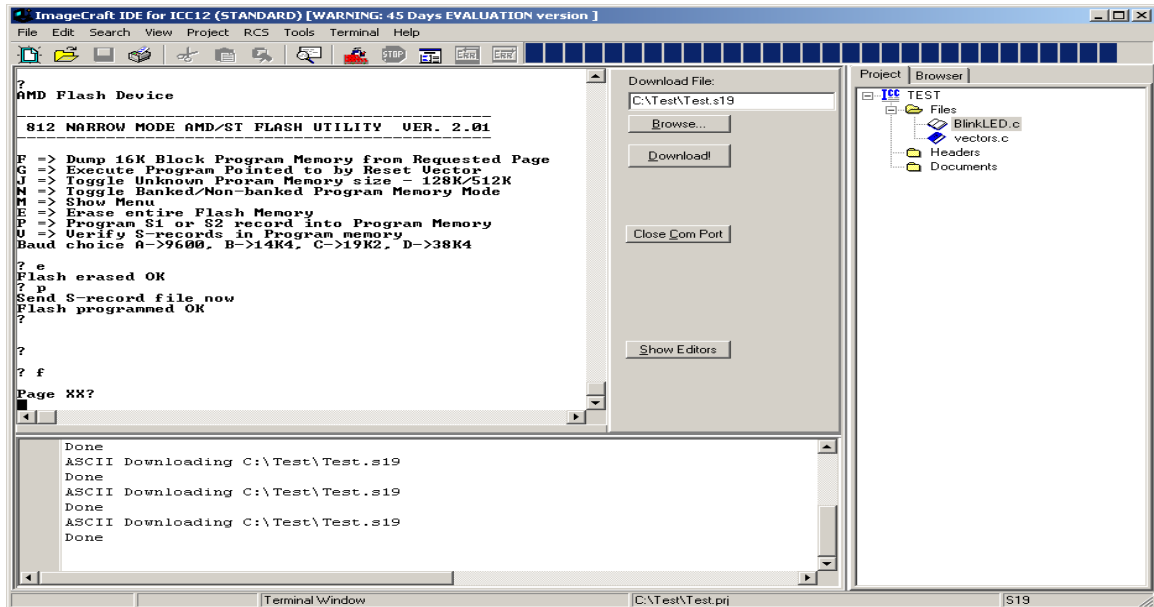 ImageCraft IDE for ICC12 (STANDARD) [WARNING: 45 Days EVALUATION version ]
File Edit Search View Project RCS Tools Terminal Help
STOP ERR ERR
?
AMD Flash Device
812 NARROW MODE AMD/ST FLASH UTILITY VER. 2.01
F => Dump 16K Block Program Memory from Requested Page
G => Execute Program Pointed to by Reset Vector
J => Toggle Unknown Proram Memory size - 128K/512K
N => Toggle Banked/Non-banked Program Memory Mode
M => Show Menu
E => Erase entire Flash Memory
P => Program S1 or S2 record into Program Memory
V => Verify S-records in Program memory
Baud choice A->9600, B->14K4, C->19K2, D->38K4
? e
Flash erased OK
? p
Send S-record file now
Flash programmed OK
?
?
? f
Page XX?
Download File:
C:\Test\Test.s19
Browse...
Download!
Close Com Port
Show Editors
Project Browser
ICC TEST
Files
BlinkLED.c
vectors.c
Headers
Documents
Done
ASCII Downloading C:\Test\Test.s19
Done
ASCII Downloading C:\Test\Test.s19
Done
ASCII Downloading C:\Test\Test.s19
Done
Terminal Window C:\Test\Test.prj S19